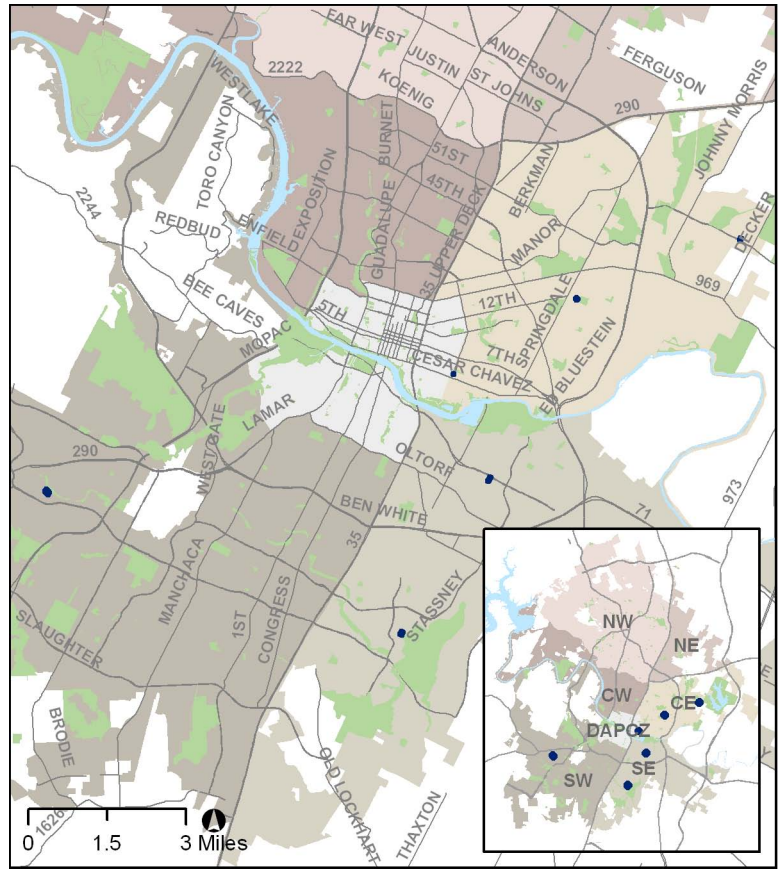 FAR WEST
ANDERSON
2222
JUSTIN
FERGUSON
WESTLAKE
KOENIG
ST JOHNS
290
JOHNNY MORRIS
TORO CANYON
BURNET
51ST
45TH
BERKMAN
2244
EXPOSITION
GUADALUPE
35 UPPER DECK
REDBUD
ENFIELD
MANOR
DECKER
BEE CAVES
5TH
12TH
969
SPRINGDALE
MOPAC
7TH
CESAR CHAVEZ
ED BLUESTEIN
LAMAR
WEST GATE
290
OLTORF
BEN WHITE
973
71
35
MANCHACA
1ST
CONGRESS
STASSNEY
SLAUGHTER
BRODIE
OLD LOCKHART
THAXTON
1626
0 1.5 3 Miles
NW
NE
CW
CE
DAPCZ
SW
SE
E
Y